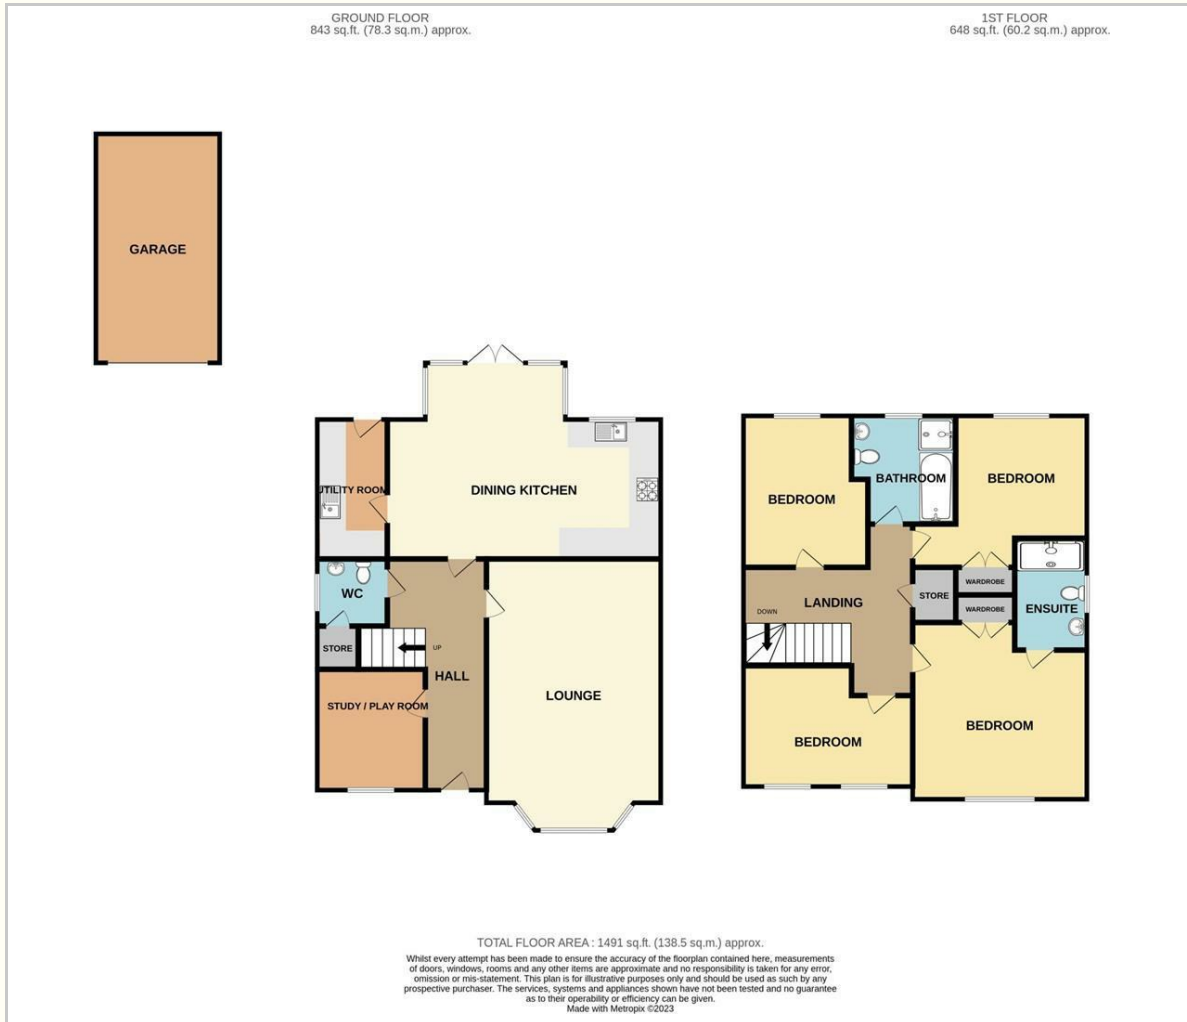 GROUND FLOOR
843 sq.ft. (78.3 sq.m.) approx.
1ST FLOOR
648 sq.ft. (60.2 sq.m.) approx.
GARAGE
UTILITY ROOM
DINING KITCHEN
WC
STORE
UP
HALL
STUDY / PLAY ROOM
LOUNGE
BEDROOM
BATHROOM
BEDROOM
WARDROBE
WARDROBE
STORE
LANDING
DOWN
ENSUITE
BEDROOM
BEDROOM
TOTAL FLOOR AREA : 1491 sq.ft. (138.5 sq.m.) approx.
Whilst every attempt has been made to ensure the accuracy of the floorplan contained here, measurements
of doors, windows, rooms and any other items are approximate and no responsibility is taken for any error,
omission or mis-statement. This plan is for illustrative purposes only and should be used as such by any
prospective purchaser. The services, systems and appliances shown have not been tested and no guarantee
as to their operability or efficiency can be given.
Made with Metropix ©2023